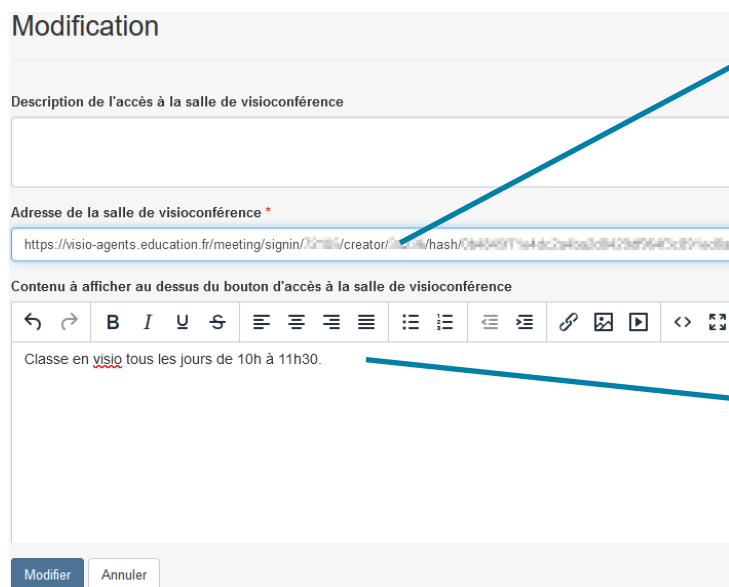 Modification
Description de l'accès à la salle de visioconférence
Adresse de la salle de visioconférence *
https://visio-agents.education.fr/meeting/signin/ /creator/ /hash/
Contenu à afficher au dessus du bouton d'accès à la salle de visioconférence
Classe en visio tous les jours de 10h à 11h30.
Modifier Annuler